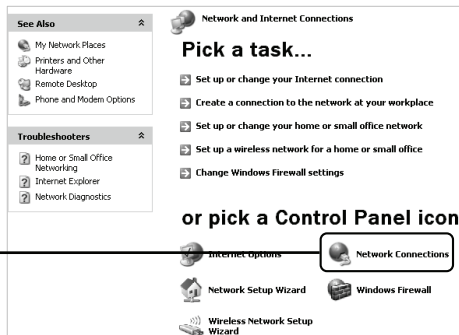 See Also
My Network Places
Printers and Other
Hardware
Remote Desktop
Phone and Modem Options
Troubleshooters
Home or Small Office
Networking
Internet Explorer
Network Diagnostics
Network and Internet Connections
Pick a task...
Set up or change your Internet connection
Create a connection to the network at your workplace
Set up or change your home or small office network
Set up a wireless network for a home or small office
Change Windows Firewall settings
or pick a Control Panel icon
Internet Options
Network Connections
Network Setup Wizard
Windows Firewall
Wireless Network Setup
Wizard